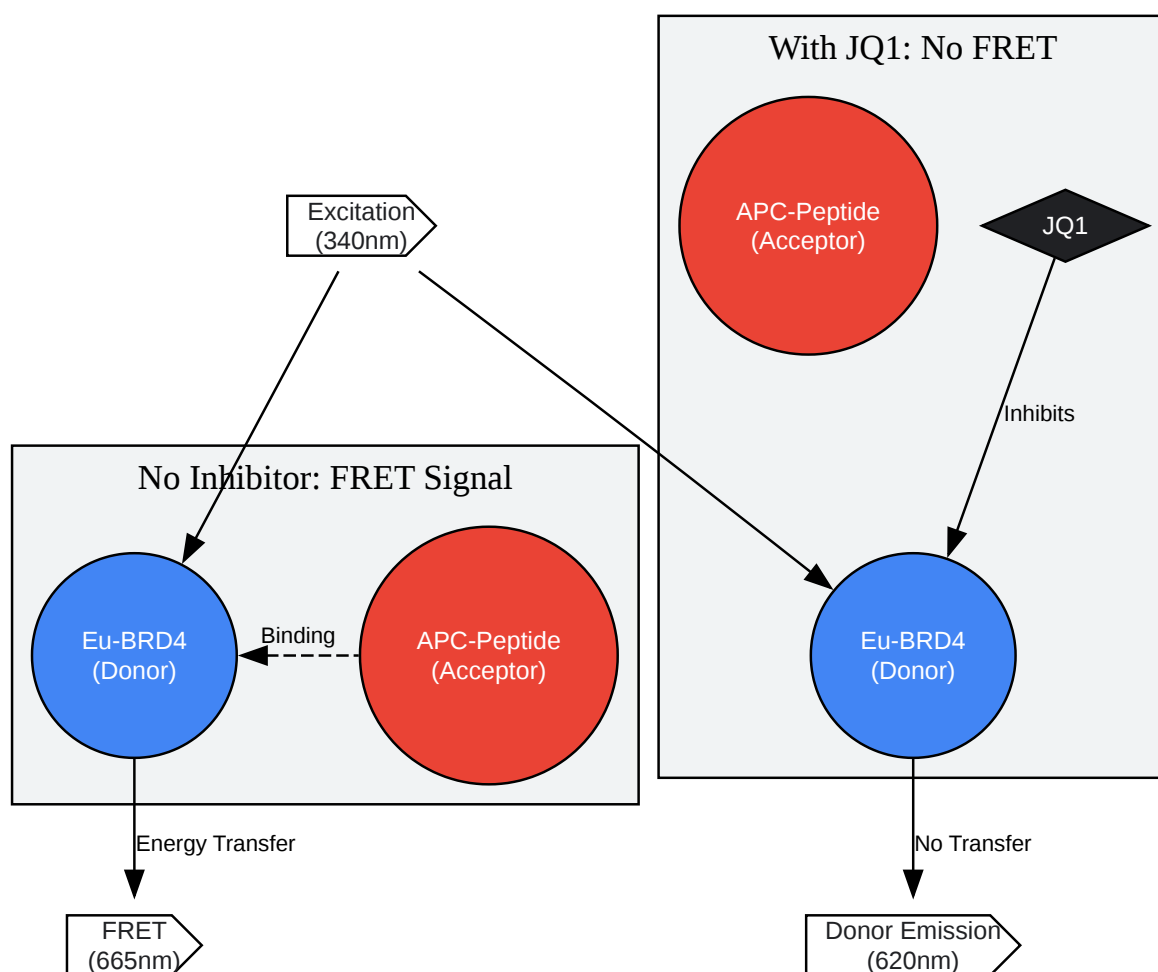 With JQ1: No FRET
Excitation
(340nm)
APC-Peptide
(Acceptor)
JQ1
Inhibits
No Inhibitor: FRET Signal
Eu-BRD4
(Donor)
Binding
APC-Peptide
(Acceptor)
Eu-BRD4
(Donor)
Energy Transfer
No Transfer
FRET
(665nm)
Donor Emission
(620nm)